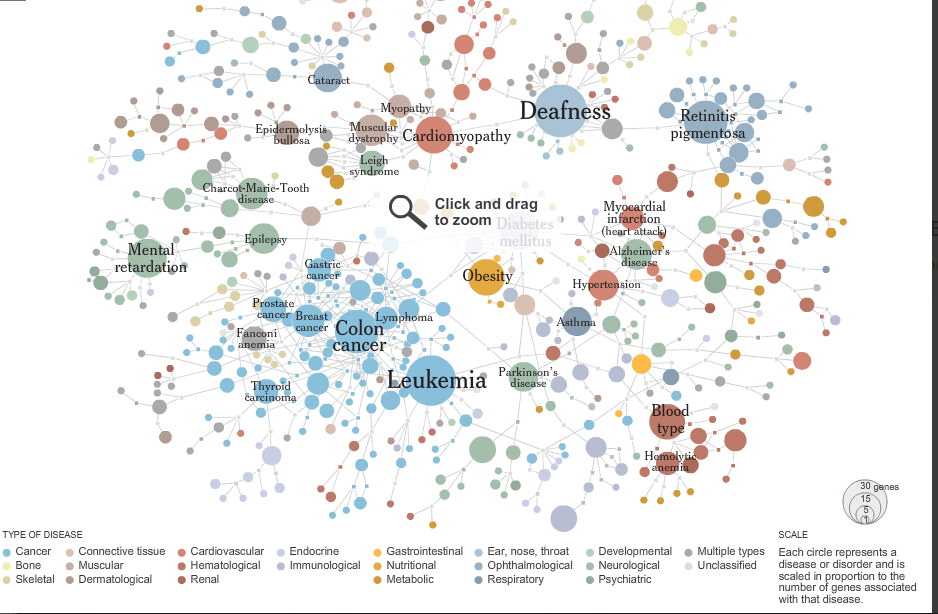 Cataract
Myopathy
Deafness
Retinitis
pigmentosa
Epidermolysis
bullosa
Muscular
dystrophy
Cardiomyopathy
Leigh
syndrome
Charcot-Marie-Tooth
disease
Click and drag
to zoom
Diabetes
mellitus
Myocardial
infarction
(heart attack)
Epilepsy
Mental
retardation
Alzheimer's
disease
Gastric
cancer
Obesity
Hypertension
Prostate
cancer
Breast
cancer
Lymphoma
Colon
cancer
Asthma
Fanconi
anemia
Leukemia
Parkinson's
disease
Thyroid
carcinoma
Blood
type
Hemolytic
anemia
30 genes
15
5
1
TYPE OF DISEASE
Cancer
Bone
Skeletal
Connective tissue
Muscular
Dermatological
Cardiovascular
Hematological
Renal
Endocrine
Immunological
Gastrointestinal
Nutritional
Metabolic
Ear, nose, throat
Ophthalmological
Respiratory
Developmental
Neurological
Psychiatric
Multiple types
Unclassified
SCALE
Each circle represents a
disease or disorder and is
scaled in proportion to the
number of genes associated
with that disease.